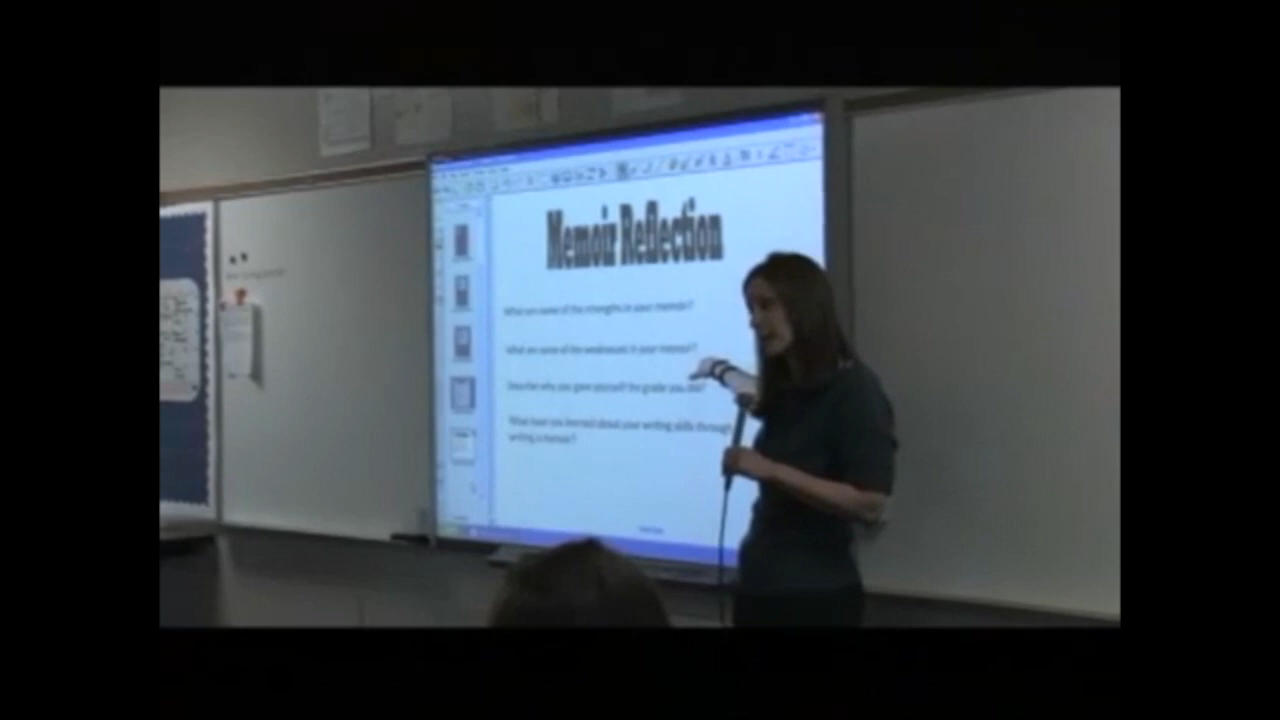 Memoir Reflection
What are some of the strengths in your memoir?
What are some of the weaknesses in your memoir?
Describe why you gave yourself the grade you did?
What have you learned about your writing skills through
writing a memoir?